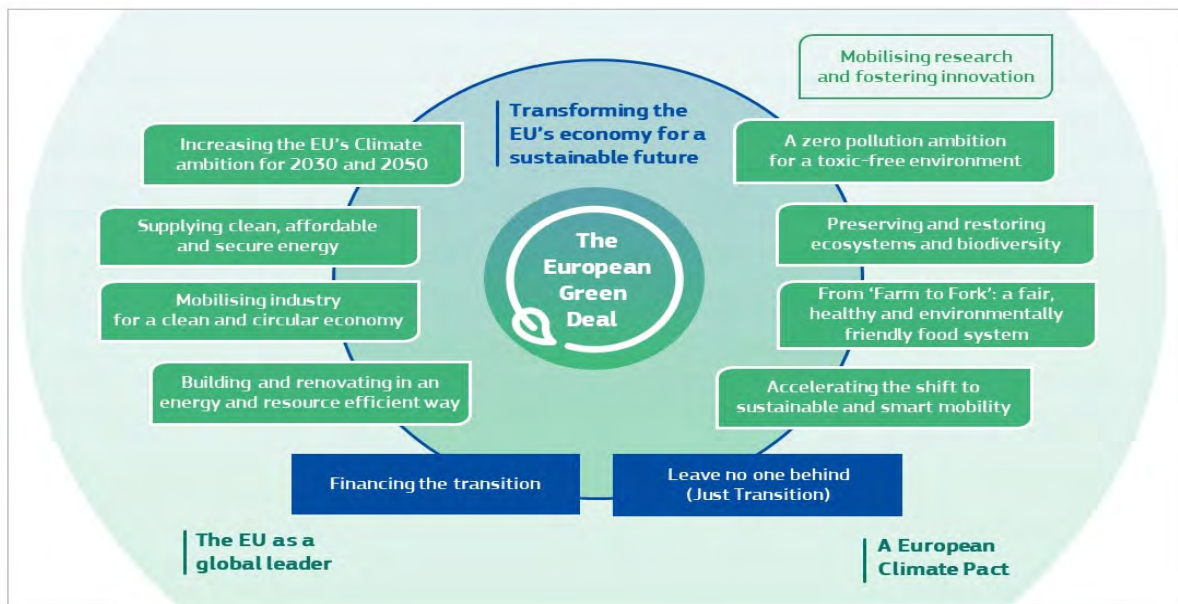 Mobilising research
and fostering innovation
Transforming the
EU's economy for a
sustainable future
Increasing the EU's Climate
ambition for 2030 and 2050
A zero pollution ambition
for a toxic-free environment
Supplying clean, affordable
and secure energy
Preserving and restoring
ecosystems and biodiversity
The
European
Green
Deal
Mobilising industry
for a clean and circular economy
From ‘Farm to Fork’: a fair,
healthy and environmentally
friendly food system
Building and renovating in an
energy and resource efficient way
Accelerating the shift to
sustainable and smart mobility
Financing the transition
Leave no one behind
(Just Transition)
The EU as a
global leader
A European
Climate Pact